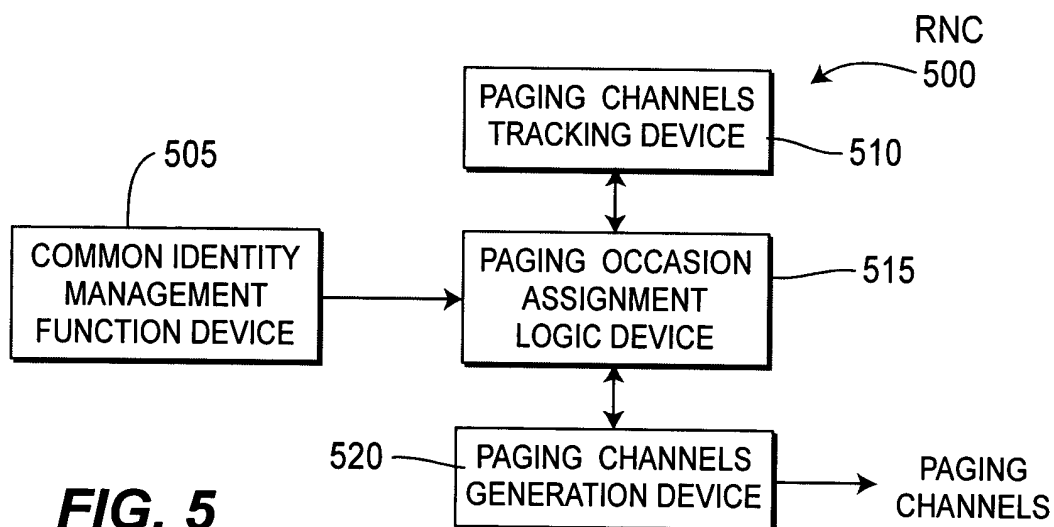 RNC
500
PAGING CHANNELS
TRACKING DEVICE
510
505
COMMON IDENTITY
MANAGEMENT
FUNCTION DEVICE
PAGING OCCASION
ASSIGNMENT
LOGIC DEVICE
515
520
PAGING CHANNELS
GENERATION DEVICE
PAGING
CHANNELS
FIG. 5